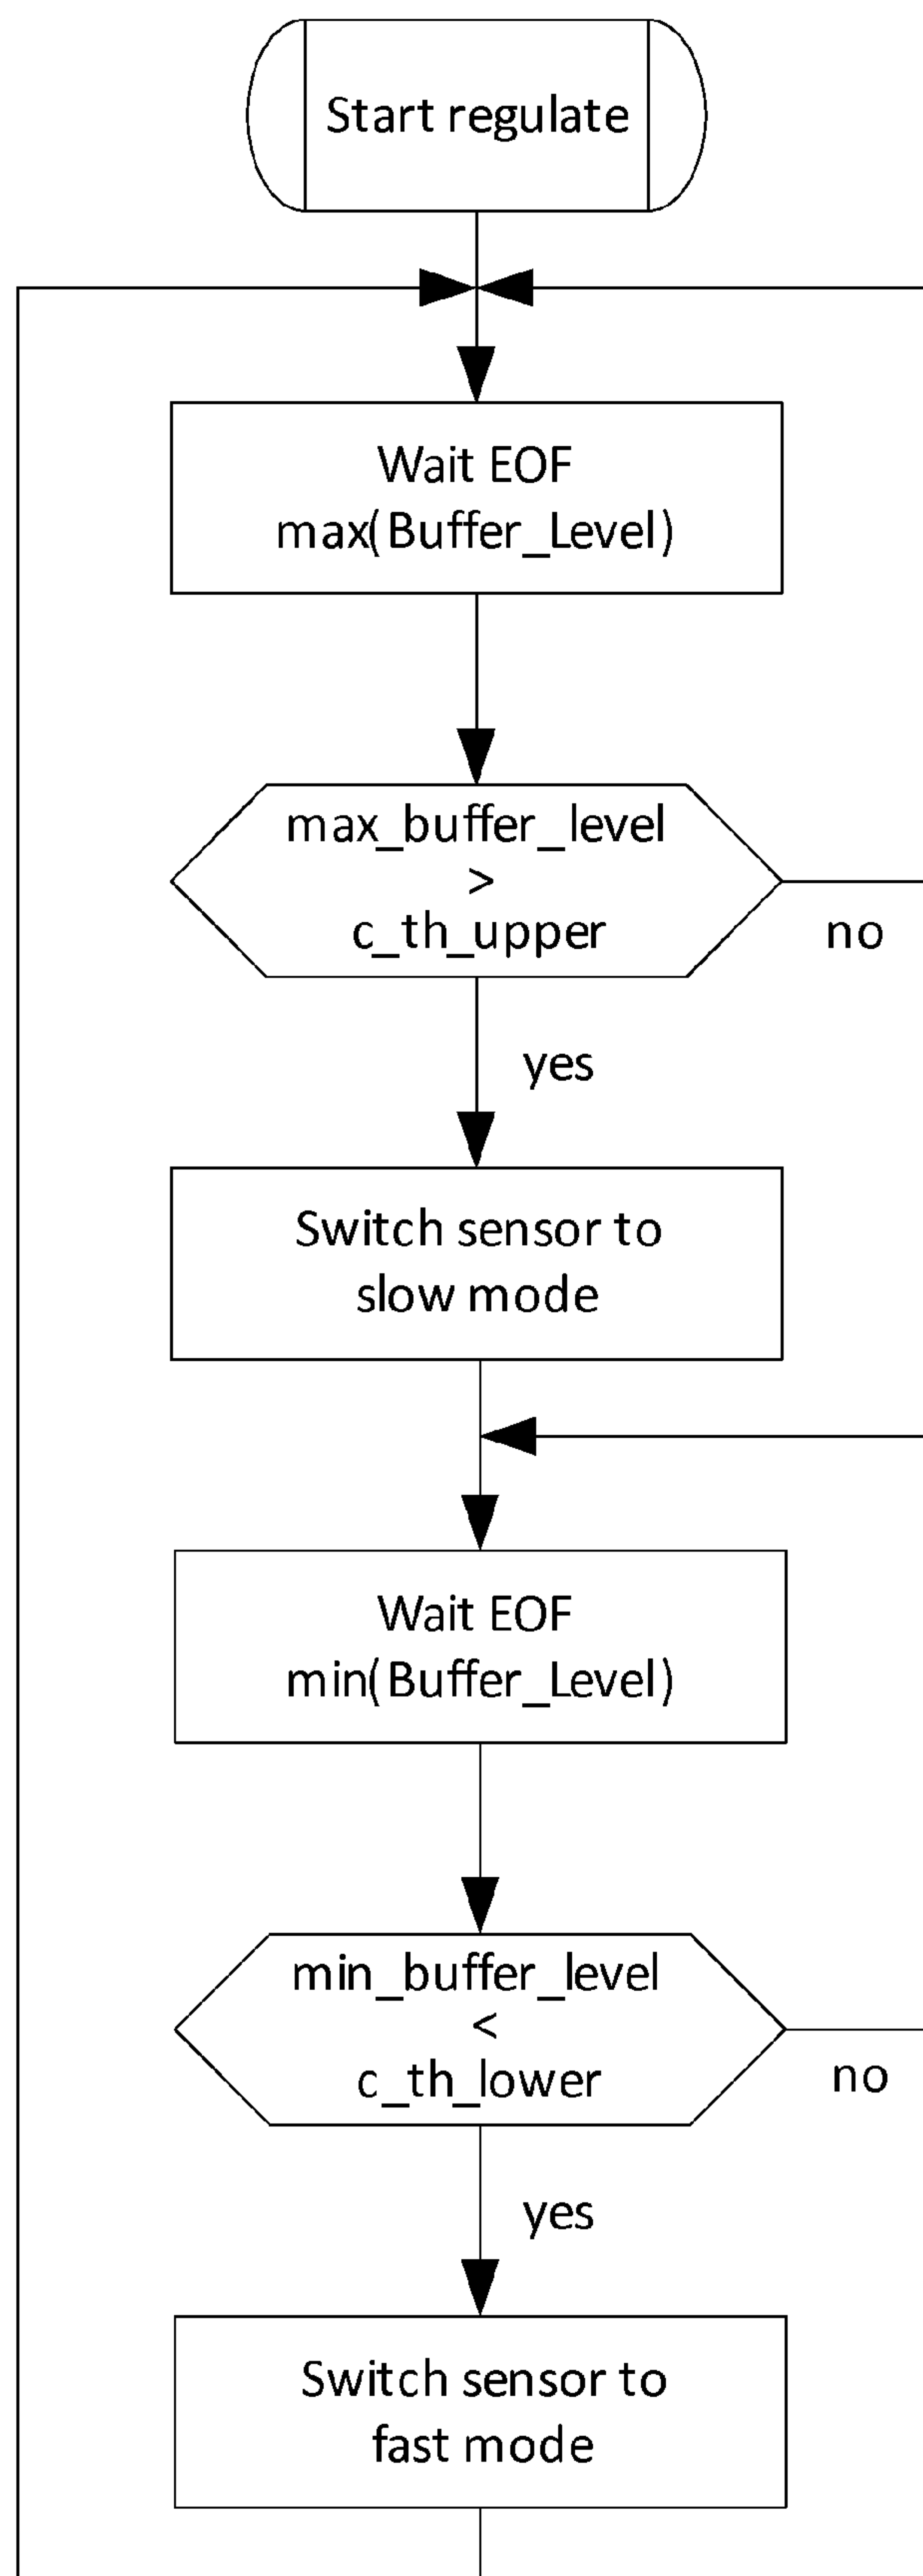 Start regulate
Wait EOF
max(Buffer_Level)
max_buffer_level
>
c_th_upper
no
yes
Switch sensor to
slow mode
Wait EOF
min(Buffer_Level)
min_buffer_level
<
c_th_lower
no
yes
Switch sensor to
fast mode